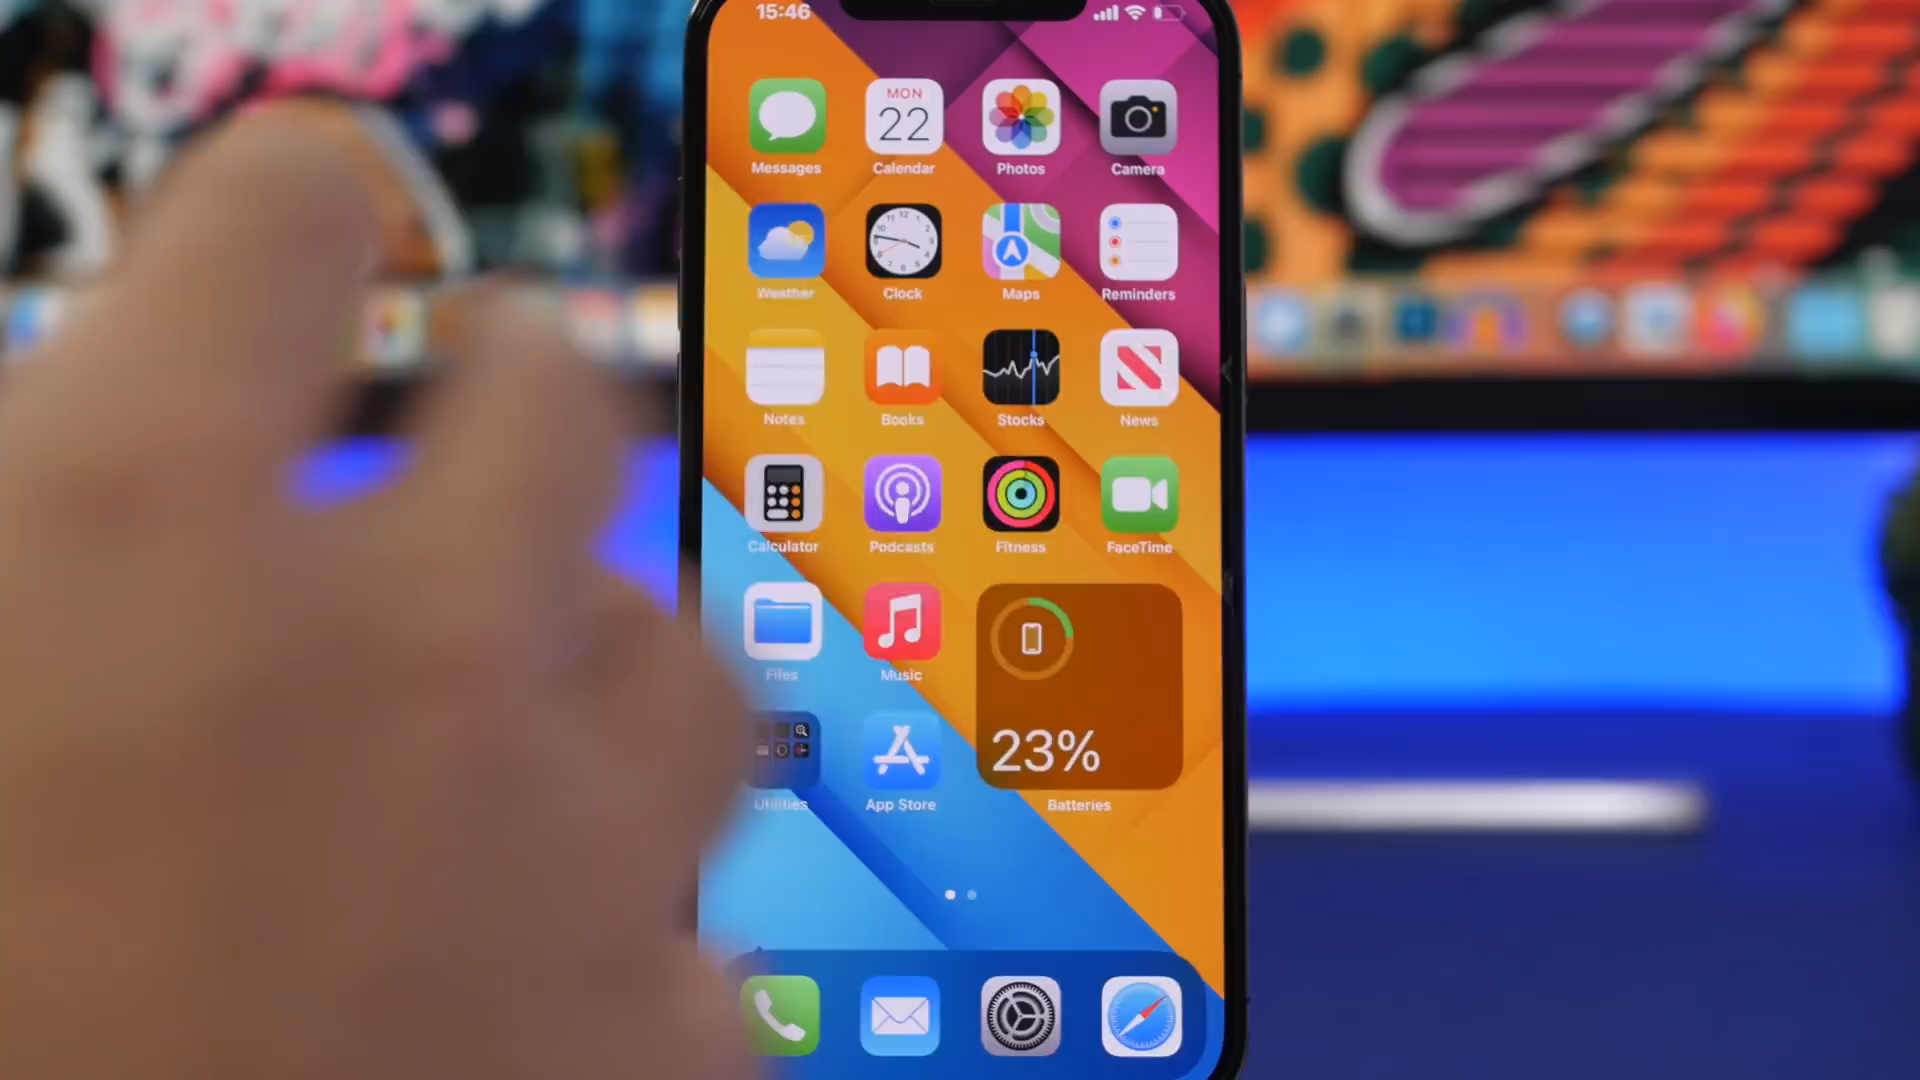 15:46
MON
22
Messages
Calendar
Photos
Camera
Weather
Clock
Maps
Reminders
Notes
Books
Stocks
News
Calculator
Podcasts
Fitness
FaceTime
Files
Music
23%
Utilities
App Store
Batteries